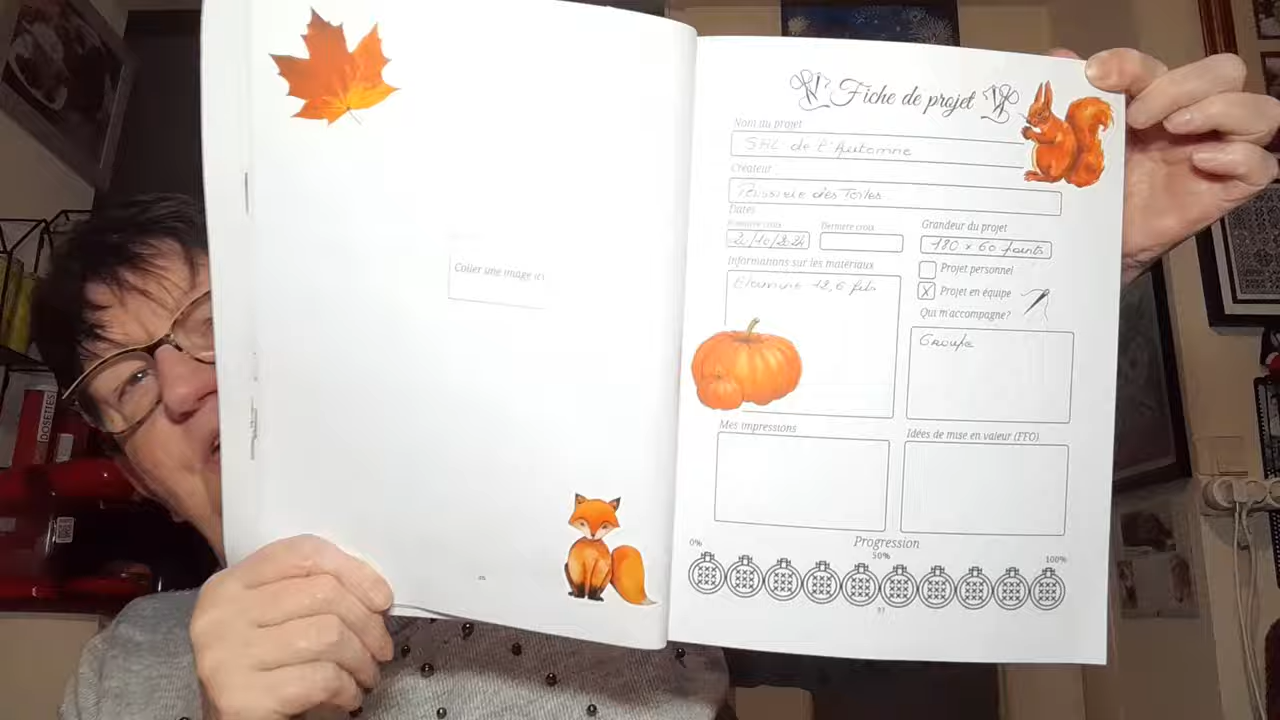 Coller une image ici
Fiche de projet
Nom du projet
SAL de l'Automne
Créateur
des Toiles
Dates
Première croix
Dernière croix
Grandeur du projet
20/10/2024
180 x 60 points
Projet personnel
Informations sur les matériaux
X Projet en équipe
Etamine 12,6 fils
Qui m'accompagne?
Groupe
Mes impressions
Idées de mise en valeur (FFO)
Progression
0%
50%
100%
DOSETTES